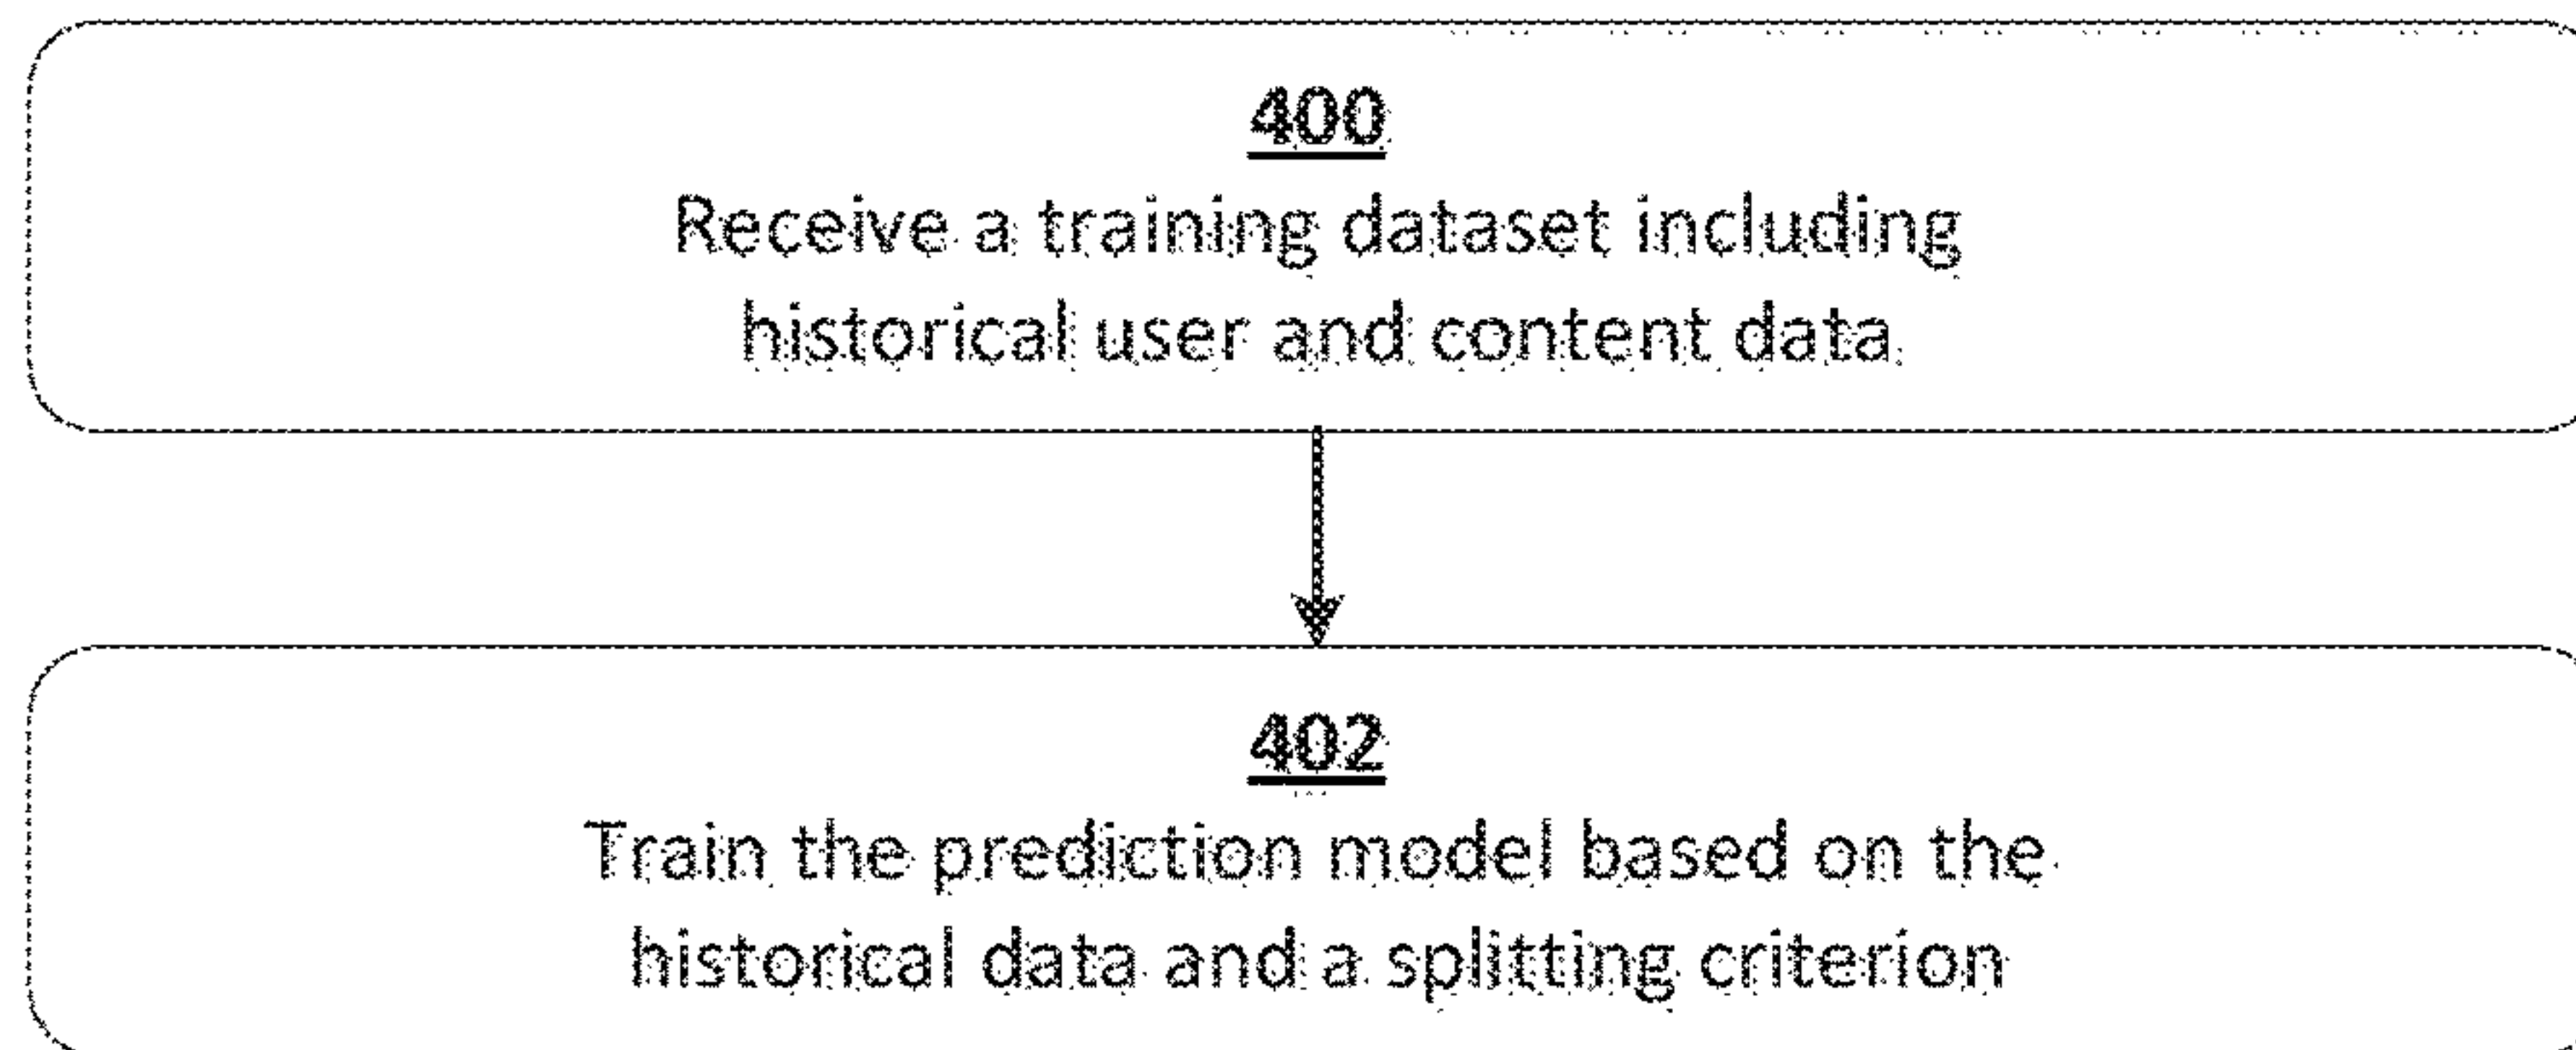 400
Receive a training dataset including
historical user and content data
402
Train the prediction model based on the
historical data and a splitting criterion